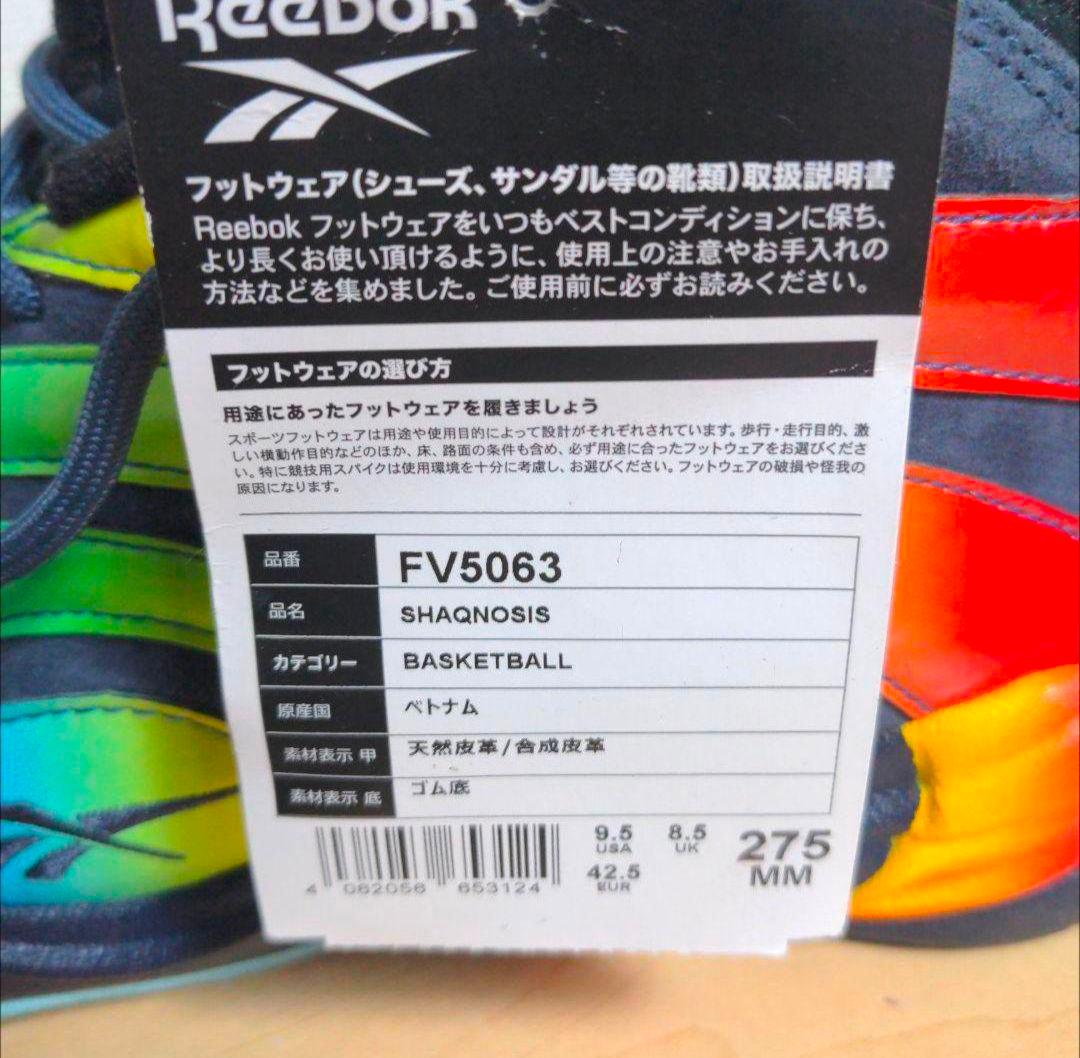 Reebok
フットウェア(シューズ、サンダル等の靴類)取扱説明書
Reebok フットウェアをいつもベストコンディションに保ち、
より長くお使い頂けるように、使用上の注意やお手入れの
方法などを集めました。ご使用前に必ずお読みください。
フットウェアの選び方
用途にあったフットウェアを履きましょう
スポーツフットウェアは用途や使用目的によって設計がそれぞれされています。歩行・走行目的、激
しい横動作目的などのほか、床、路面の条件も含め、必ず用途に合ったフットウェアをお選びくださ
い。特に競技用スパイクは使用環境を十分に考慮し、お選びください。フットウェアの破損や怪我の
原因になります。
品番 FV5063
品名 SHAQNOSIS
カテゴリー BASKETBALL
原産国 ベトナム
素材表示 甲 天然皮革/合成皮革
素材表示 底 ゴム底
9.5 8.5 275
USA UK MM
42.5
EUR
4 062056 653124